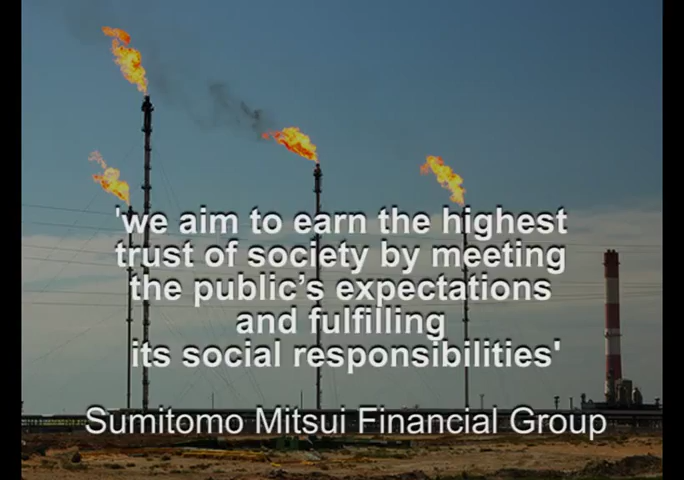 'we aim to earn the highest
trust of society by meeting
the public’s expectations
and fulfilling
its social responsibilities'
Sumitomo Mitsui Financial Group